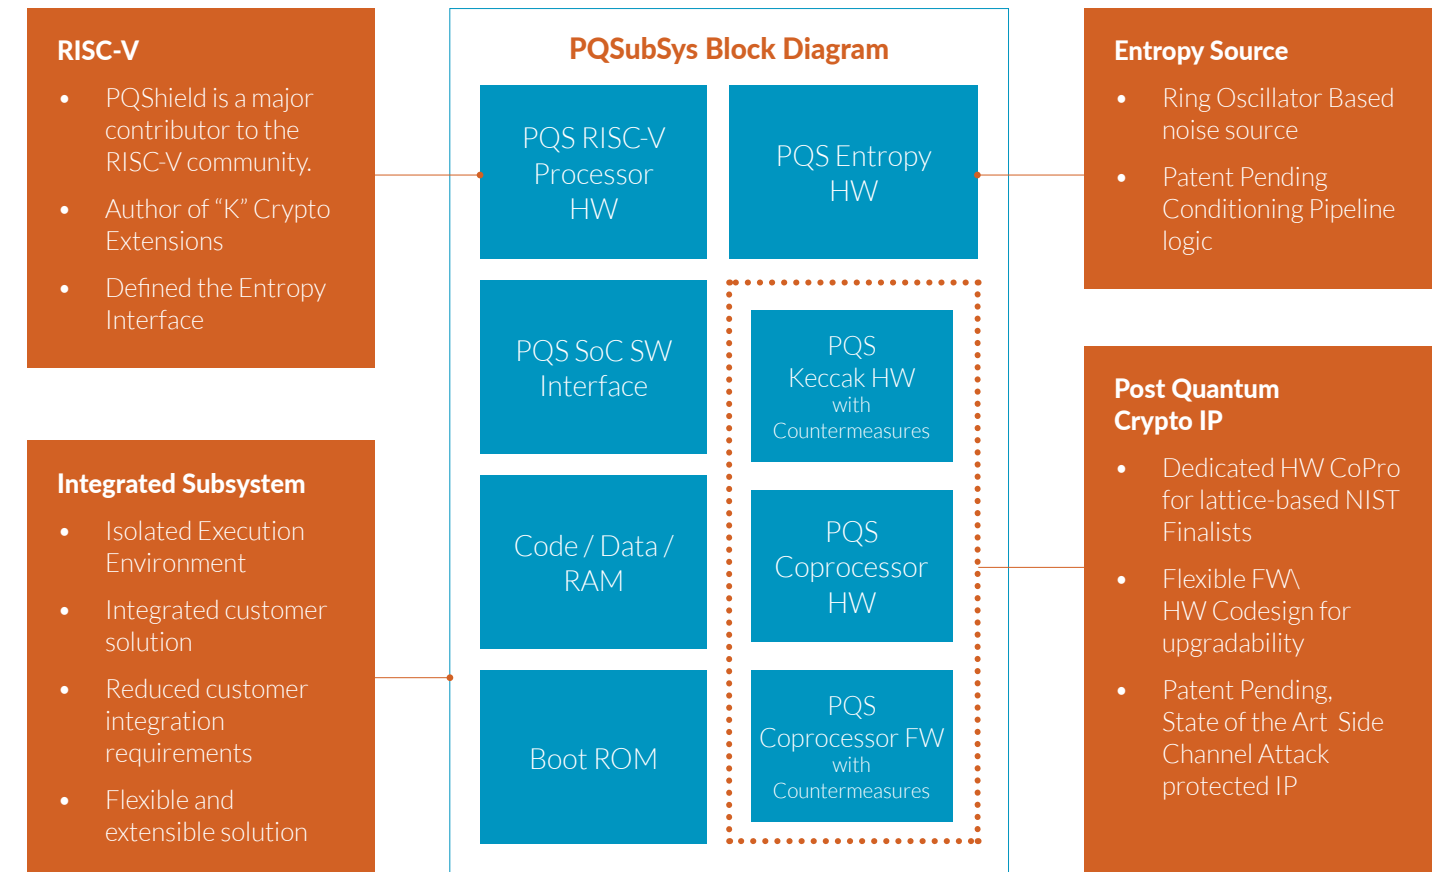 RISC-V
• PQShield is a major
contributor to the
RISC-V community.
• Author of “K” Crypto
Extensions
• Defined the Entropy
Interface
Integrated Subsystem
• Isolated Execution
Environment
• Integrated customer
solution
• Reduced customer
integration
requirements
• Flexible and
extensible solution
PQSubSys Block Diagram
PQS RISC-V
Processor
HW
PQS Entropy
HW
PQS SoC SW
Interface
PQS
Keccak HW
with
Countermeasures
Code / Data /
RAM
PQS
Coprocessor
HW
Boot ROM
PQS
Coprocessor FW
with
Countermeasures
Entropy Source
• Ring Oscillator Based
noise source
• Patent Pending
Conditioning Pipeline
logic
Post Quantum
Crypto IP
• Dedicated HW CoPro
for lattice-based NIST
Finalists
• Flexible FW\
HW Codesign for
upgradability
• Patent Pending,
State of the Art Side
Channel Attack
protected IP